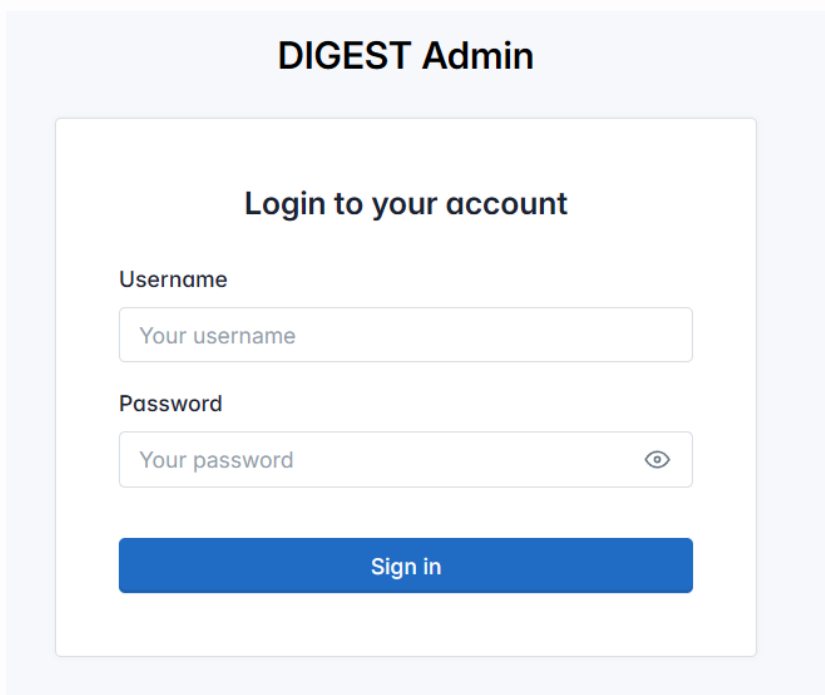 DIGEST Admin
Login to your account
Username
Your username
Password
Your password
Sign in